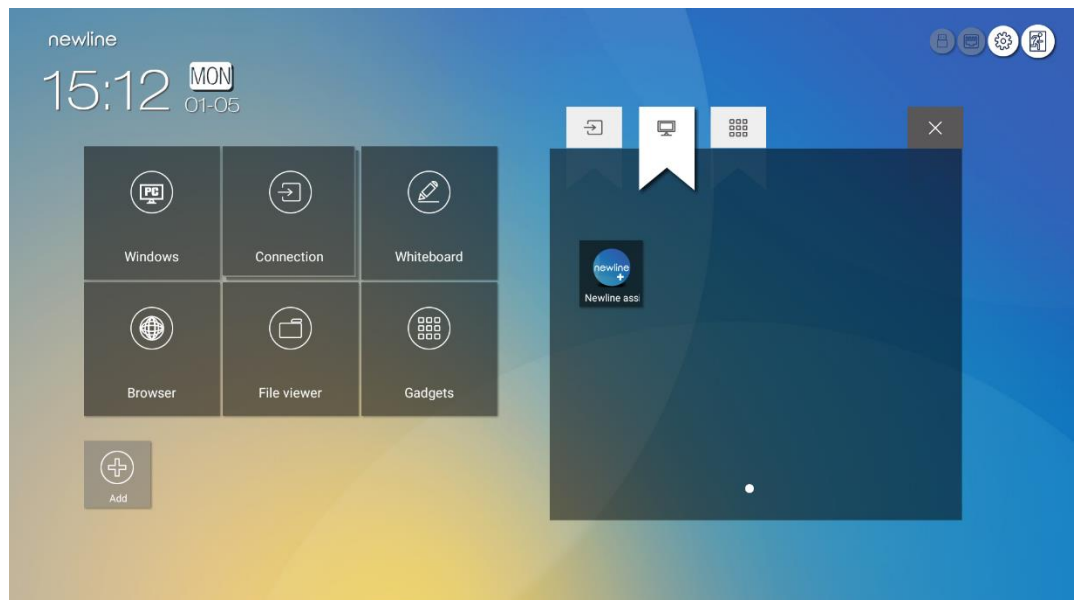 newline
15:12 MON
01-05
PC
Windows
Connection
Whiteboard
Browser
File viewer
Gadgets
Add
newline
Newline assi